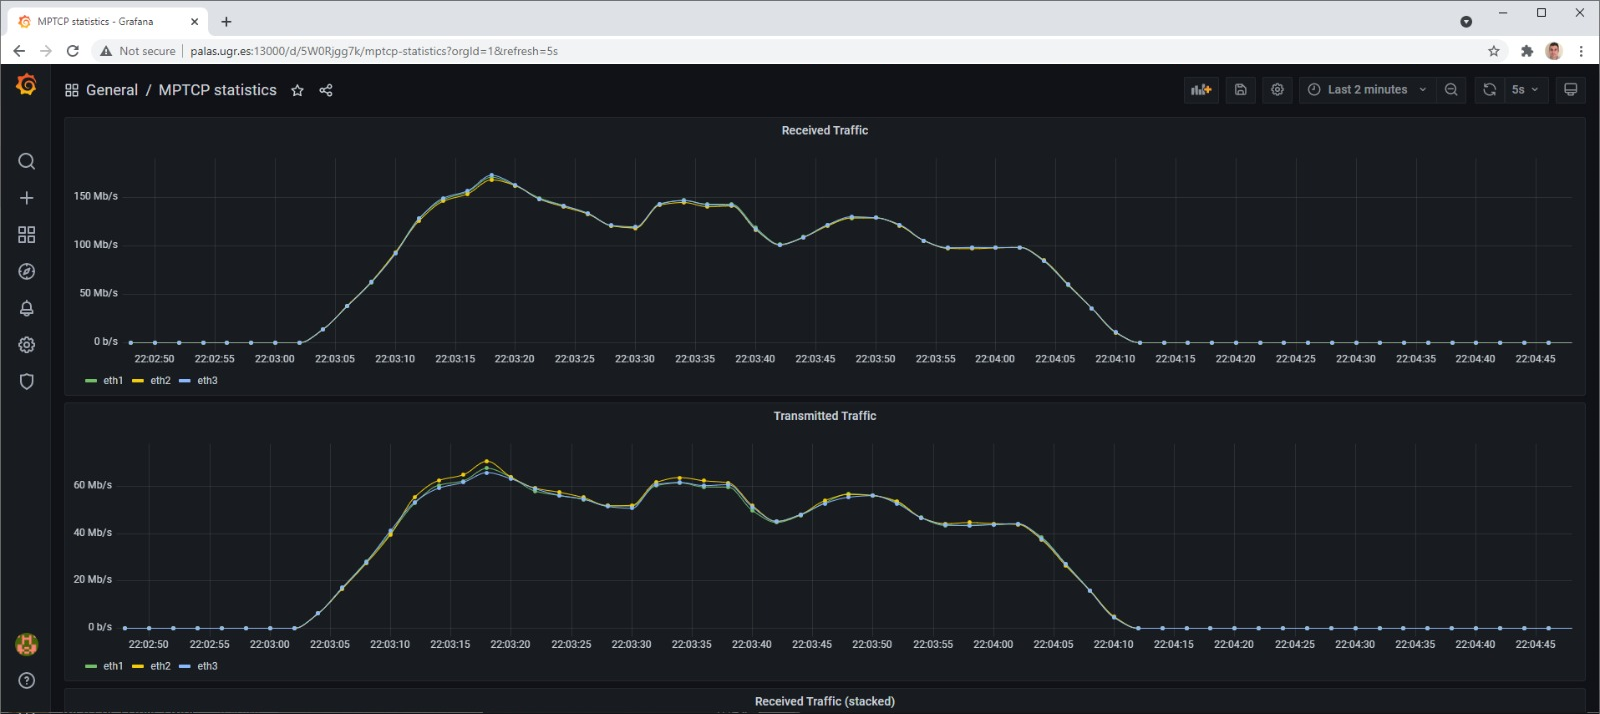 MPTCP statistics - Grafana
Not secure palas.ugr.es:13000/d/5W0Rjgg7k/mptcp-statistics?orgId=1&refresh=5s
General / MPTCP statistics
Last 2 minutes
5s
Received Traffic
150 Mb/s
100 Mb/s
50 Mb/s
0 b/s
22:02:50 22:02:55 22:03:00 22:03:05 22:03:10 22:03:15 22:03:20 22:03:25 22:03:30 22:03:35 22:03:40 22:03:45 22:03:50 22:03:55 22:04:00 22:04:05 22:04:10 22:04:15 22:04:20 22:04:25 22:04:30 22:04:35 22:04:40 22:04:45
eth1 eth2 eth3
Transmitted Traffic
60 Mb/s
40 Mb/s
20 Mb/s
0 b/s
22:02:50 22:02:55 22:03:00 22:03:05 22:03:10 22:03:15 22:03:20 22:03:25 22:03:30 22:03:35 22:03:40 22:03:45 22:03:50 22:03:55 22:04:00 22:04:05 22:04:10 22:04:15 22:04:20 22:04:25 22:04:30 22:04:35 22:04:40 22:04:45
eth1 eth2 eth3
Received Traffic (stacked)